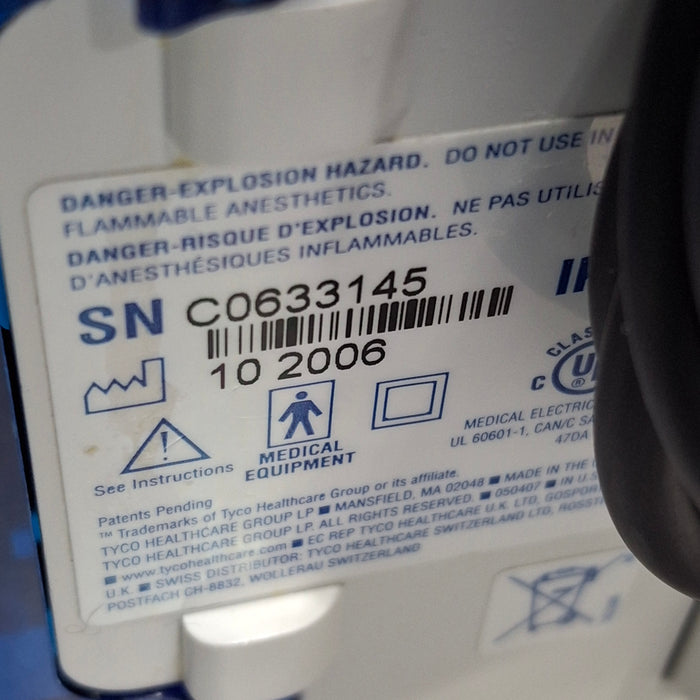 DANGER-EXPLOSION HAZARD. DO NOT USE IN
FLAMMABLE ANESTHETICS.
DANGER-RISQUE D'EXPLOSION. NE PAS UTILIS
D'ANESTHÉSIQUES INFLAMMABLES.
SN C0633145
10 2006
CLAS
C U ®
MEDICAL ELECTRIC
UL 60601-1, CAN/C SA
47DA
MEDICAL
EQUIPMENT
See Instructions
Patents Pending
™ Trademarks of Tyco Healthcare Group or its affiliate.
TYCO HEALTHCARE GROUP LP ■ MANSFIELD, MA 02048 ■ MADE IN THE
TYCO HEALTHCARE GROUP LP. ALL RIGHTS RESERVED. ■ 050407 ■ IN U.S
■ www.tycohealthcare.com ■ EC REP TYCO HEALTHCARE U.K. LTD, GOSPOR
U.K. ■ SWISS DISTRIBUTOR: TYCO HEALTHCARE SWITZERLAND LTD, ROSST
POSTFACH CH-8832, WOLLERAU SWITZERLAND